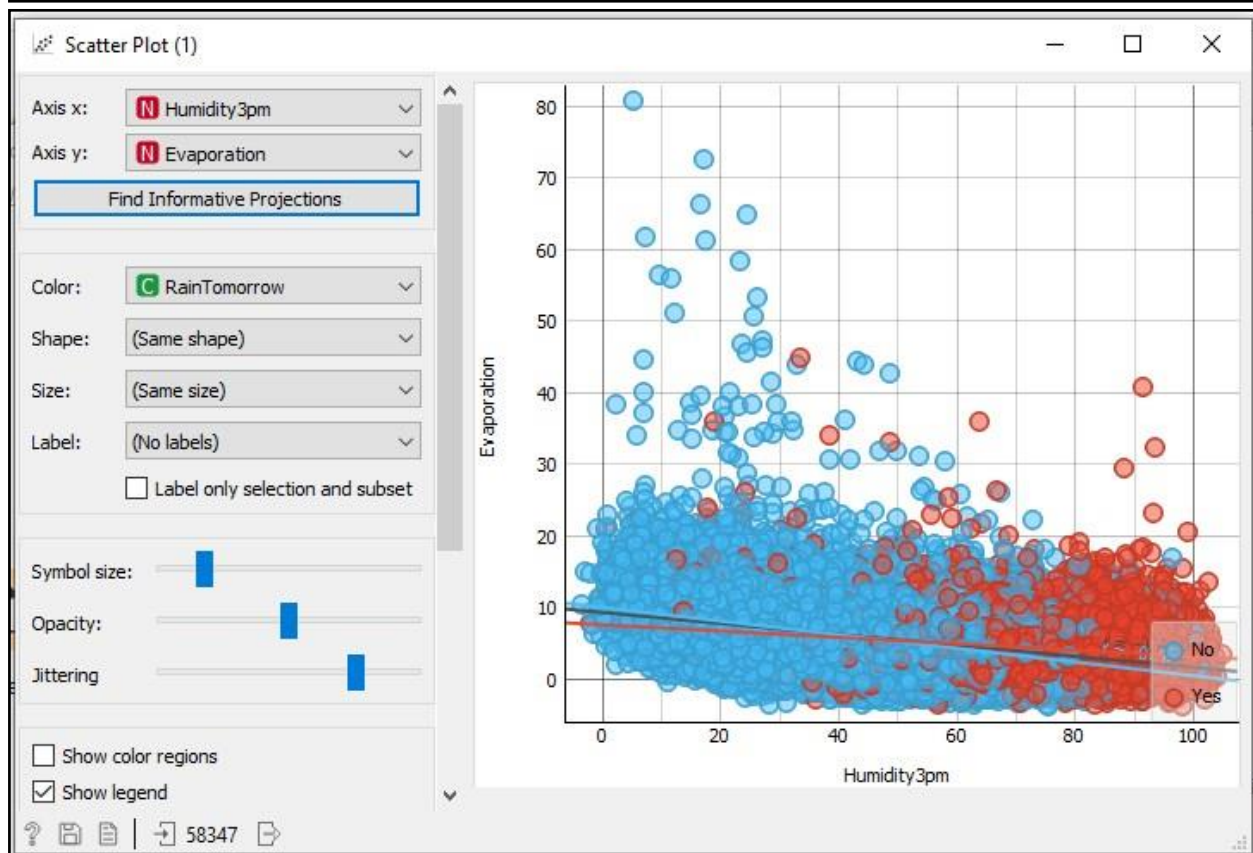 Scatter Plot (1)
Axis x:
N Humidity3pm
Axis y:
N Evaporation
Find Informative Projections
Color:
C RainTomorrow
Shape:
(Same shape)
Size:
(Same size)
Label:
(No labels)
Label only selection and subset
Symbol size:
Opacity:
Jittering
Show color regions
Show legend
? 58347
80
70
60
50
40
30
20
10
0
Evaporation
0 20 40 60 80 100
Humidity3pm
No
Yes